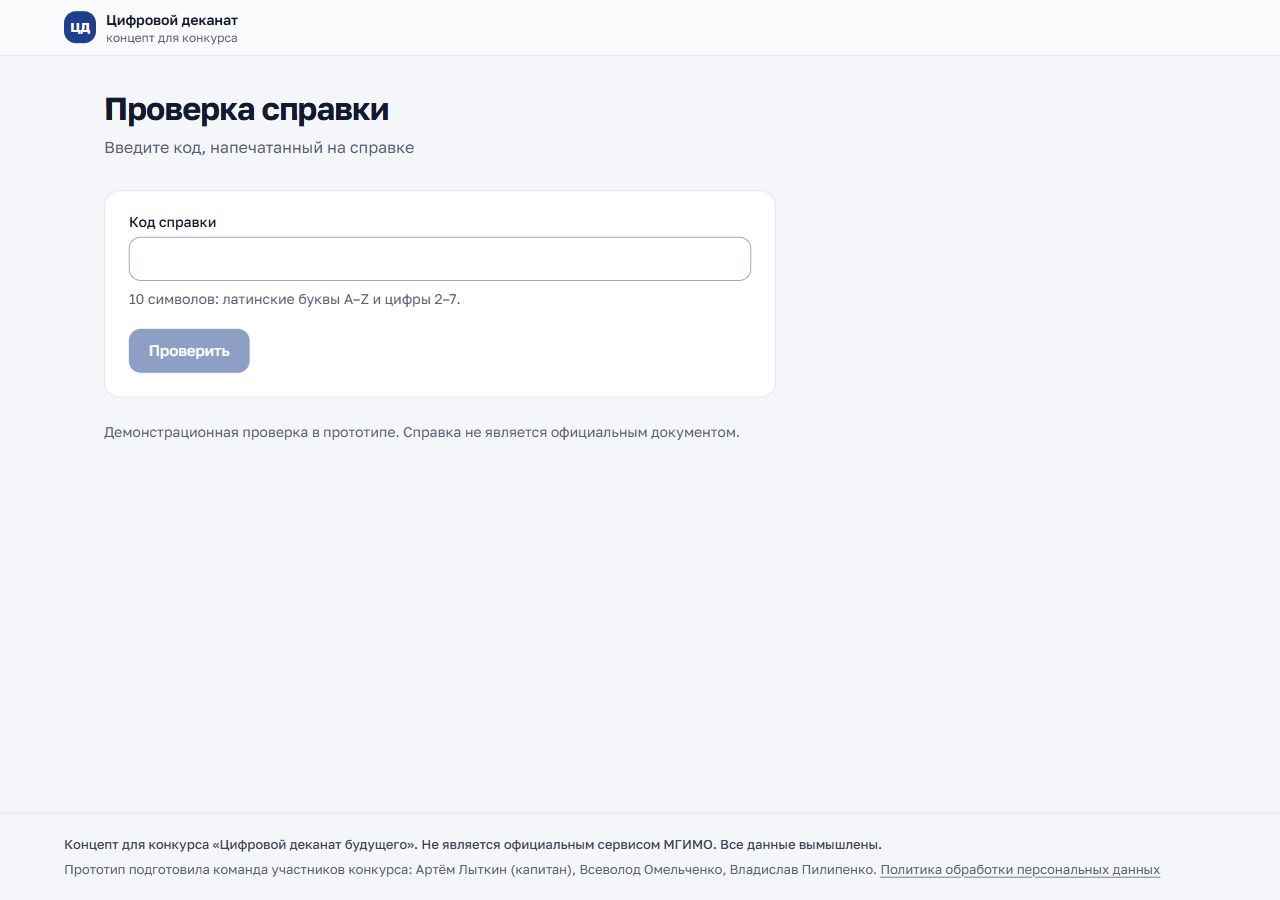 ЦД
Цифровой деканат
концепт для конкурса
Проверка справки
Введите код, напечатанный на справке
Код справки
10 символов: латинские буквы A–Z и цифры 2–7.
Проверить
Демонстрационная проверка в прототипе. Справка не является официальным документом.
Концепт для конкурса «Цифровой деканат будущего». Не является официальным сервисом МГИМО. Все данные вымышлены.
Прототип подготовила команда участников конкурса: Артём Лыткин (капитан), Всеволод Омельченко, Владислав Пилипенко. Политика обработки персональных данных